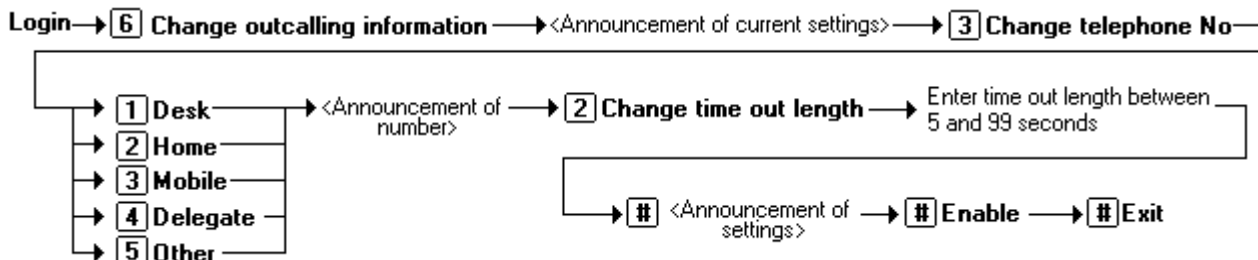 Login 6 Change outcalling information <Announcement of current settings> 3 Change telephone No
1 Desk
<Announcement of
number>
2 Change time out length
Enter time out length between
5 and 99 seconds
2 Home
3 Mobile
4 Delegate
5 Other
# <Announcement of
settings>
# Enable
# Exit